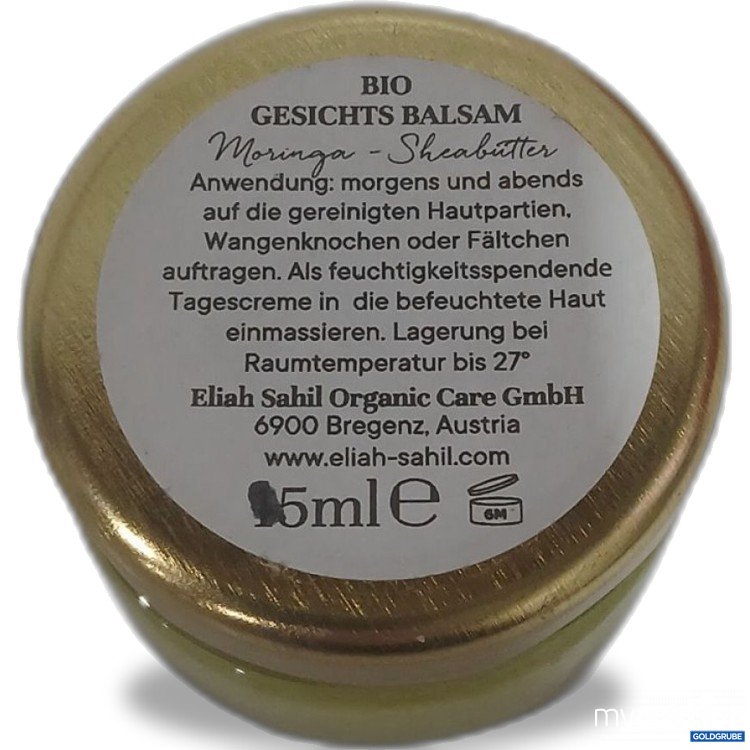 BIO
GESICHTS BALSAM
Moringa - Sheabutter
Anwendung: morgens und abends
auf die gereinigten Hautpartien,
Wangenknochen oder Fältchen
auftragen. Als feuchtigkeitsspendende
Tagescreme in die befeuchtete Haut
einmassieren. Lagerung bei
Raumtemperatur bis 27°
Eliah Sahil Organic Care GmbH
6900 Bregenz, Austria
www.eliah-sahil.com
5ml e
6M
GOLDGRUBE